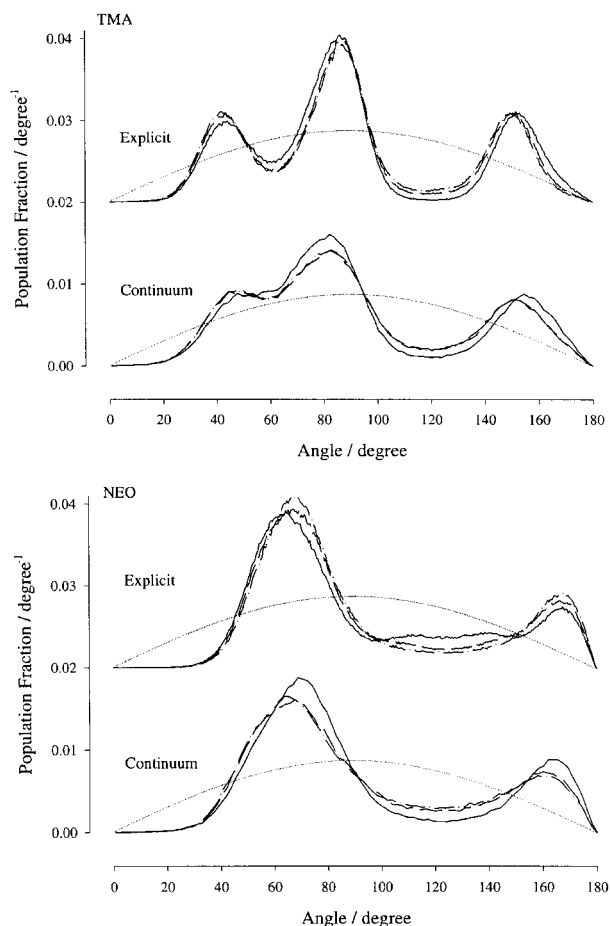 TMA
0.04
0.03
0.02
0.01
0.00
Population Fraction / degree⁻¹
Explicit
Continuum
0 20 40 60 80 100 120 140 160 180
Angle / degree
NEO
0.04
0.03
0.02
0.01
0.00
Population Fraction / degree⁻¹
Explicit
Continuum
0 20 40 60 80 100 120 140 160 180
Angle / degree